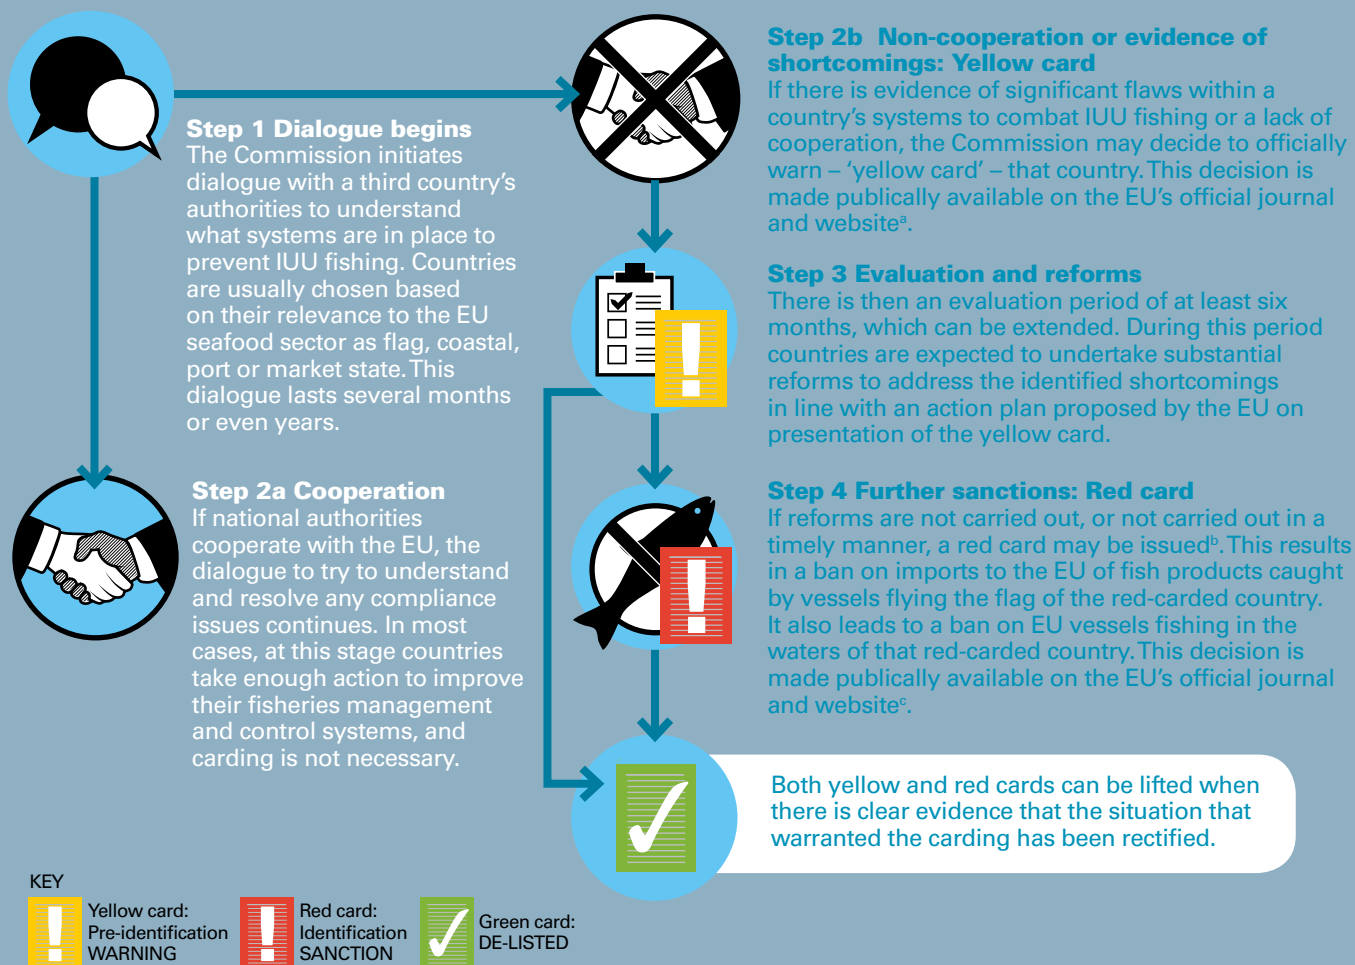 Step 1 Dialogue begins
The Commission initiates
dialogue with a third country’s
authorities to understand
what systems are in place to
prevent IUU fishing. Countries
are usually chosen based
on their relevance to the EU
seafood sector as flag, coastal,
port or market state. This
dialogue lasts several months
or even years.
Step 2a Cooperation
If national authorities
cooperate with the EU, the
dialogue to try to understand
and resolve any compliance
issues continues. In most
cases, at this stage countries
take enough action to improve
their fisheries management
and control systems, and
carding is not necessary.
Step 2b Non-cooperation or evidence of
shortcomings: Yellow card
If there is evidence of significant flaws within a
country’s systems to combat IUU fishing or a lack of
cooperation, the Commission may decide to officially
warn – ‘yellow card’ – that country. This decision is
made publically available on the EU’s official journal
and websiteᵃ.
Step 3 Evaluation and reforms
There is then an evaluation period of at least six
months, which can be extended. During this period
countries are expected to undertake substantial
reforms to address the identified shortcomings
in line with an action plan proposed by the EU on
presentation of the yellow card.
Step 4 Further sanctions: Red card
If reforms are not carried out, or not carried out in a
timely manner, a red card may be issuedᵇ. This results
in a ban on imports to the EU of fish products caught
by vessels flying the flag of the red-carded country.
It also leads to a ban on EU vessels fishing in the
waters of that red-carded country. This decision is
made publically available on the EU’s official journal
and websiteᶜ.
Both yellow and red cards can be lifted when
there is clear evidence that the situation that
warranted the carding has been rectified.
KEY
Yellow card:
Pre-identification
WARNING
Red card:
Identification
SANCTION
Green card:
DE-LISTED